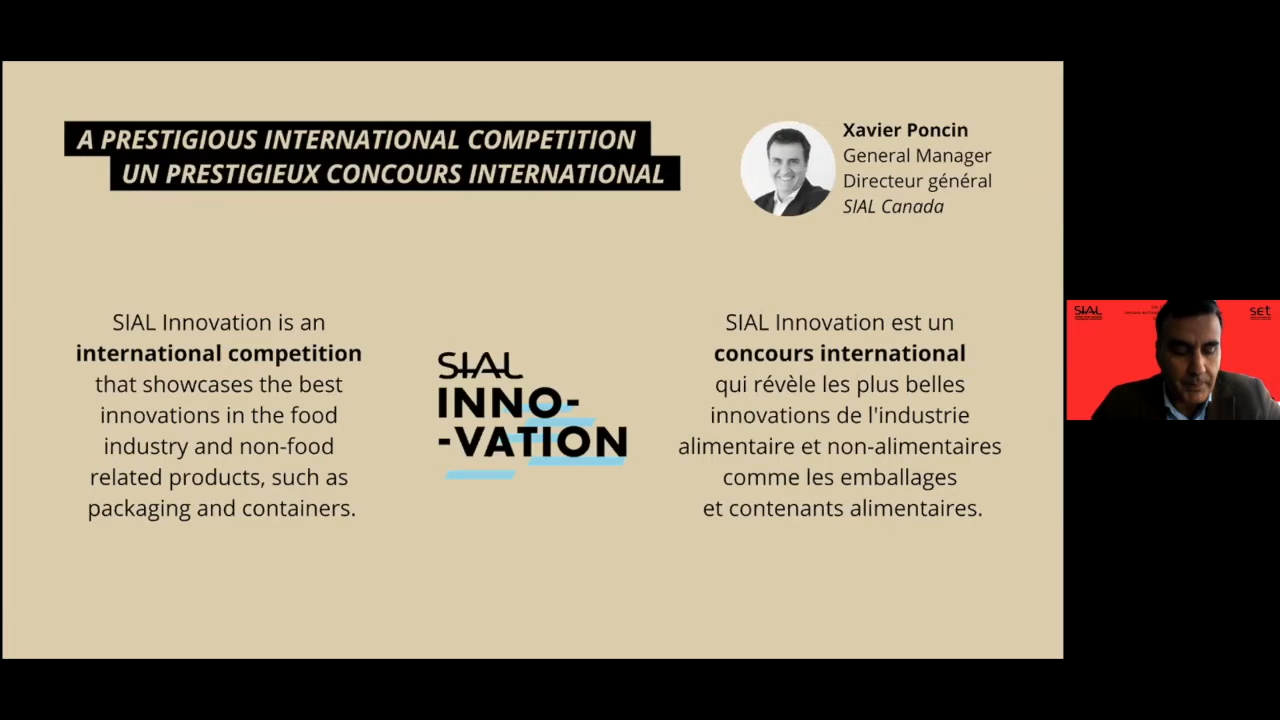 A PRESTIGIOUS INTERNATIONAL COMPETITION
UN PRESTIGIEUX CONCOURS INTERNATIONAL
Xavier Poncin
General Manager
Directeur général
SIAL Canada
SIAL Innovation is an
international competition
that showcases the best
innovations in the food
industry and non-food
related products, such as
packaging and containers.
SIAL
INNO-
-VATION
SIAL Innovation est un
concours international
qui révèle les plus belles
innovations de l'industrie
alimentaire et non-alimentaires
comme les emballages
et contenants alimentaires.
SIAL
set